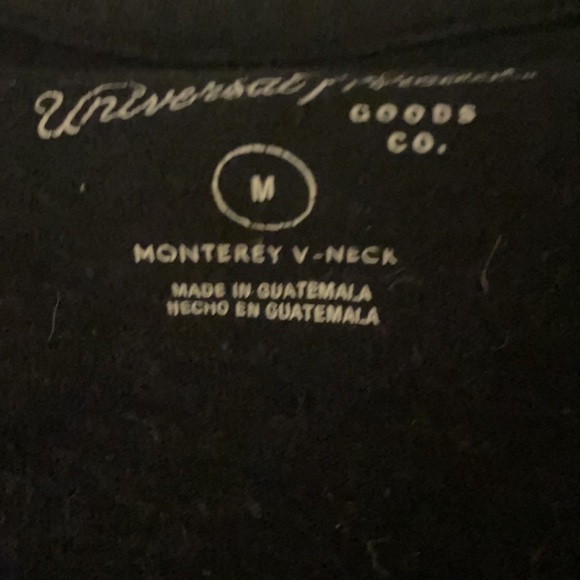 Universal
GOODS
CO.
M
MONTEREY V-NECK
MADE IN GUATEMALA
HECHO EN GUATEMALA